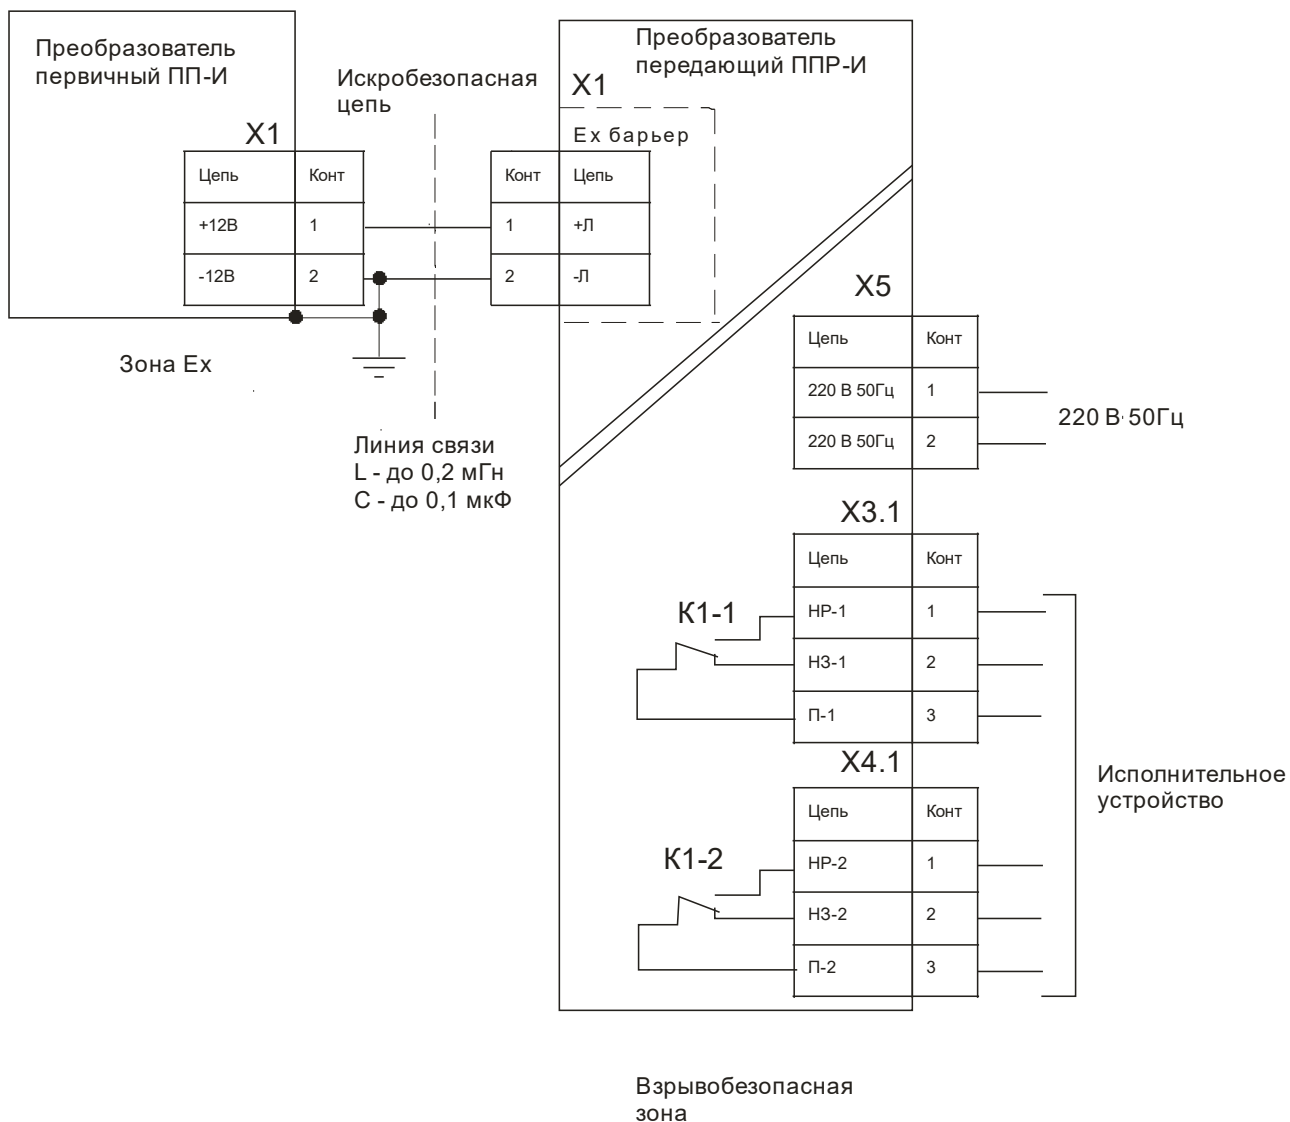 Преобразователь
первичный ПП-И
Искробезопасная
цепь
Преобразователь
передающий ППР-И
X1
Ex барьер
X1
Цепь Конт
+12В 1
-12В 2
Конт Цепь
1 +Л
2 -Л
Зона Ex
Линия связи
L - до 0,2 мГн
C - до 0,1 мкФ
X5
Цепь Конт
220 В 50Гц 1
220 В 50Гц 2
220 В 50Гц
X3.1
Цепь Конт
К1-1
НР-1 1
НЗ-1 2
П-1 3
X4.1
Цепь Конт
К1-2
НР-2 1
НЗ-2 2
П-2 3
Исполнительное
устройство
Взрывобезопасная
зона